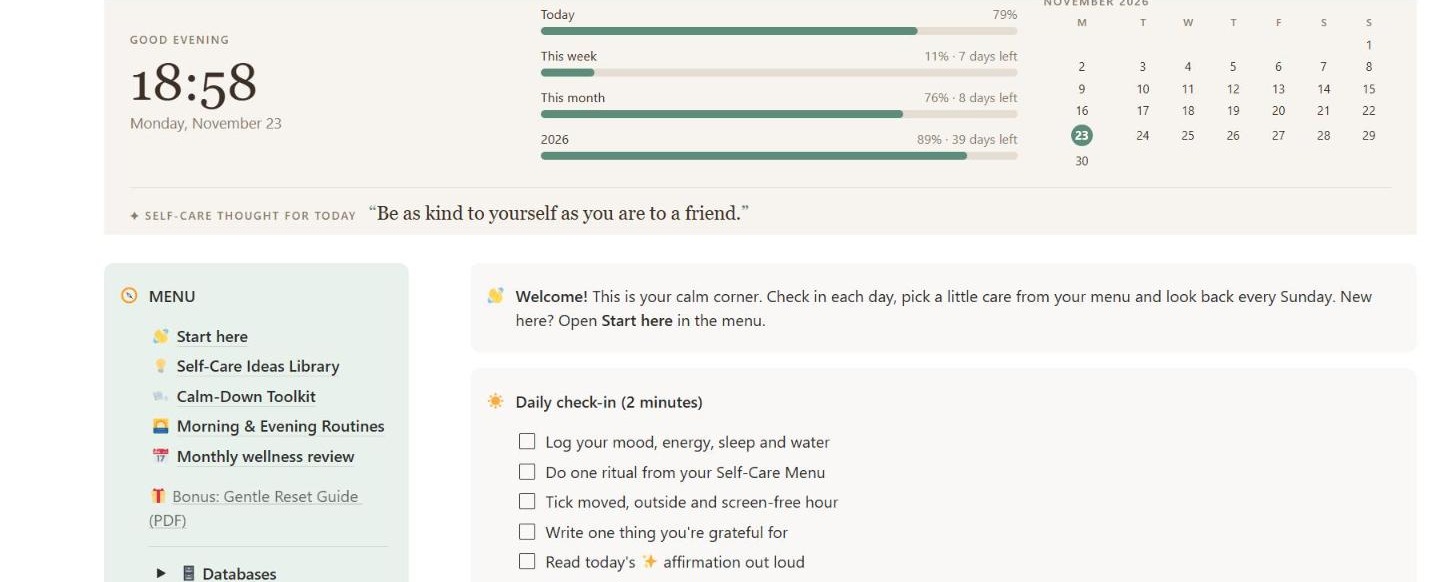 GOOD EVENING
18:58
Monday, November 23
Today 79%
This week 11% · 7 days left
This month 76% · 8 days left
2026 89% · 39 days left
NOVEMBER 2026
M T W T F S S
1
2 3 4 5 6 7 8
9 10 11 12 13 14 15
16 17 18 19 20 21 22
23 24 25 26 27 28 29
30
✦ SELF-CARE THOUGHT FOR TODAY “Be as kind to yourself as you are to a friend.”
MENU
Start here
Self-Care Ideas Library
Calm-Down Toolkit
Morning & Evening Routines
Monthly wellness review
Bonus: Gentle Reset Guide
(PDF)
Databases
Welcome! This is your calm corner. Check in each day, pick a little care from your menu and look back every Sunday. New
here? Open Start here in the menu.
Daily check-in (2 minutes)
Log your mood, energy, sleep and water
Do one ritual from your Self-Care Menu
Tick moved, outside and screen-free hour
Write one thing you're grateful for
Read today's ✨ affirmation out loud